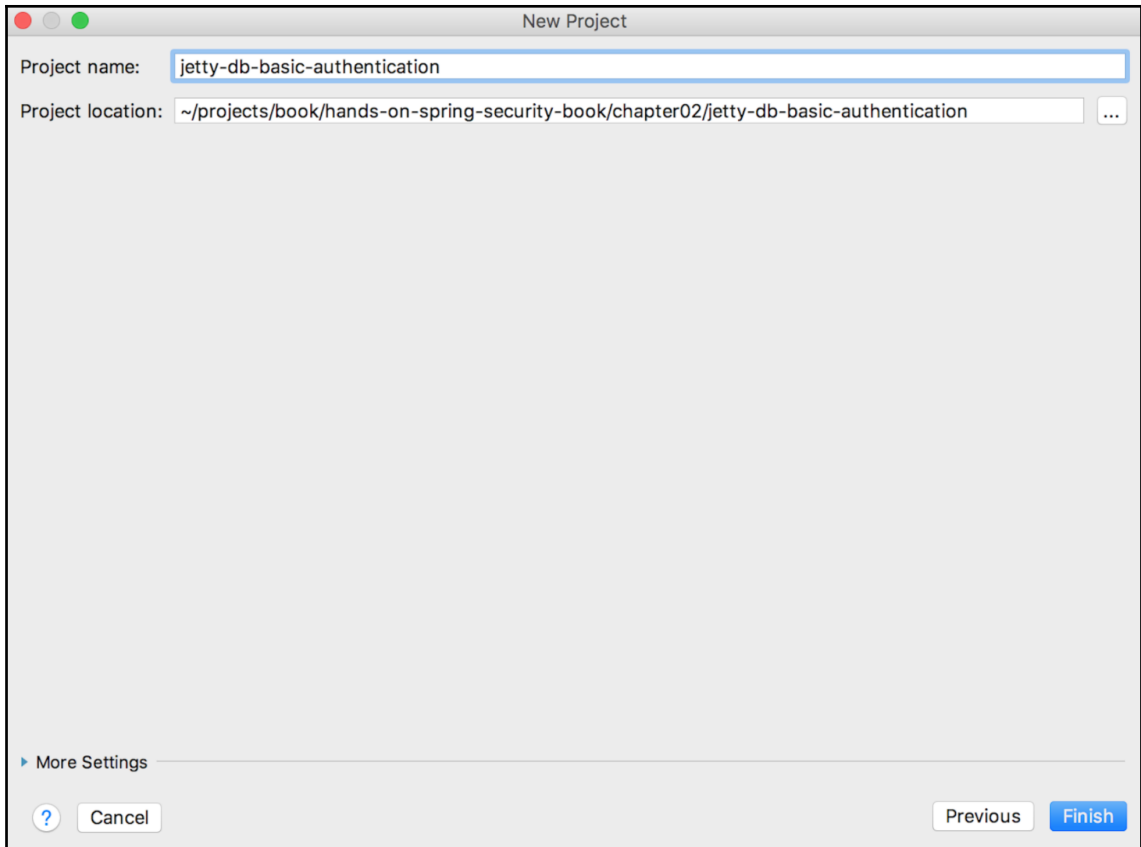 New Project
Project name: jetty-db-basic-authentication
Project location: ~/projects/book/hands-on-spring-security-book/chapter02/jetty-db-basic-authentication ...
More Settings
? Cancel Previous Finish